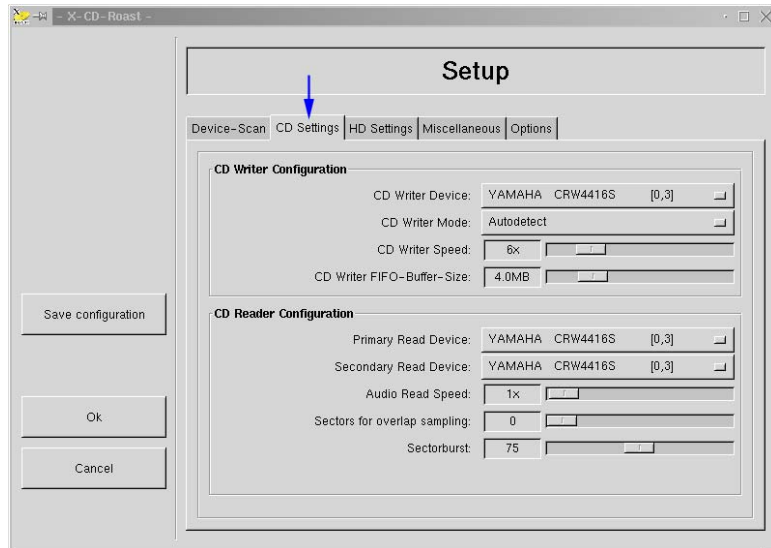 - X-CD-Roast -
Setup
Device-Scan CD Settings HD Settings Miscellaneous Options
CD Writer Configuration
CD Writer Device: YAMAHA CRW4416S [0,3]
CD Writer Mode: Autodetect
CD Writer Speed: 6x
CD Writer FIFO-Buffer-Size: 4.0MB
CD Reader Configuration
Primary Read Device: YAMAHA CRW4416S [0,3]
Secondary Read Device: YAMAHA CRW4416S [0,3]
Audio Read Speed: 1x
Sectors for overlap sampling: 0
Sectorburst: 75
Save configuration
Ok
Cancel